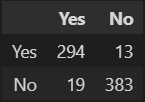 Yes No
Yes 294 13
No 19 383